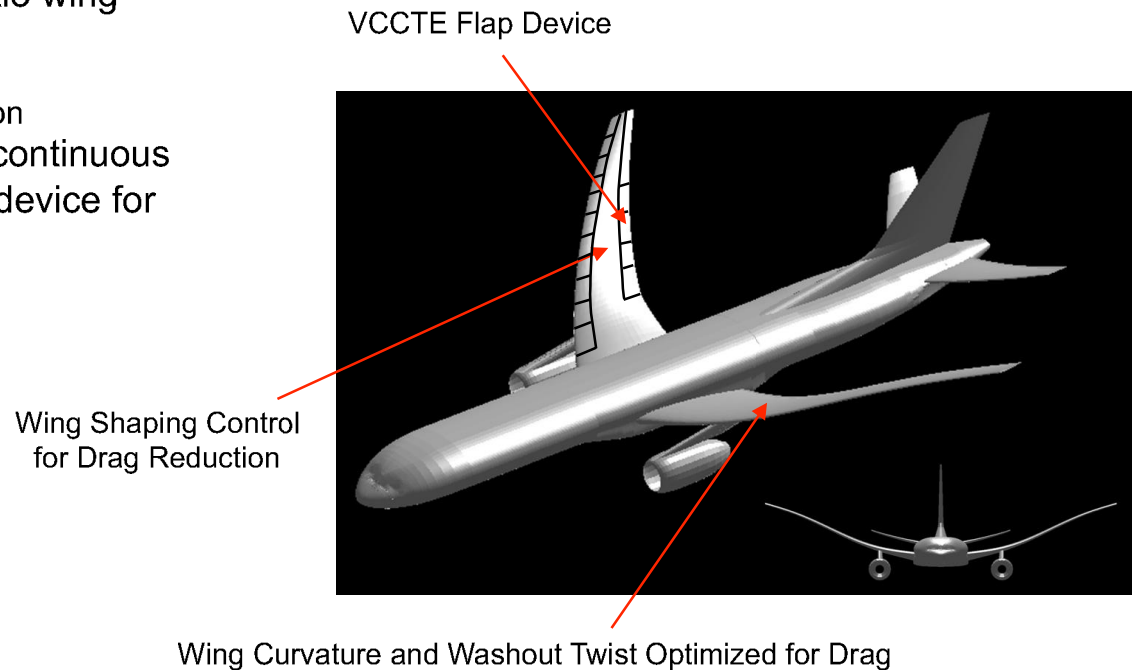 wing
VCCTE Flap Device
continuous
device for
Wing Shaping Control
for Drag Reduction
Wing Curvature and Washout Twist Optimized for Drag